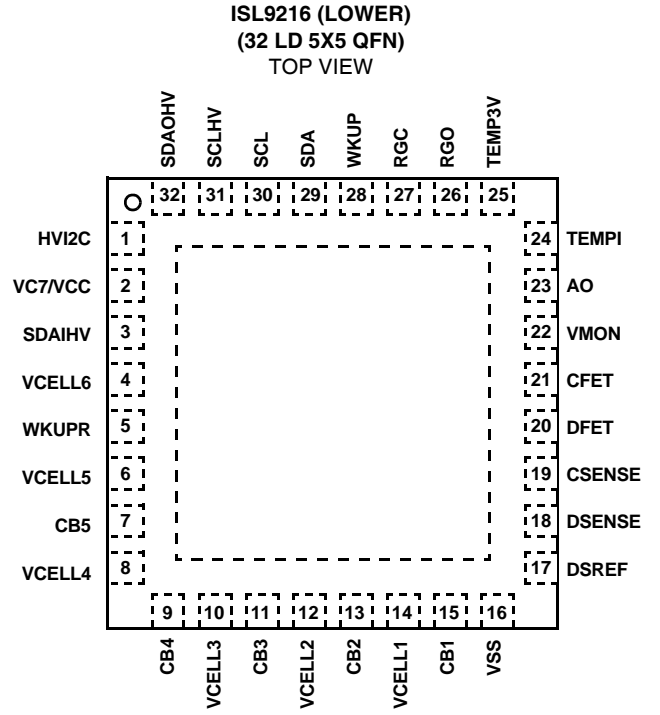 ISL9216 (LOWER)
(32 LD 5X5 QFN)
TOP VIEW
SDAOHV
SCLHV
SCL
SDA
WKUP
RGC
RGO
TEMP3V
32
31
30
29
28
27
26
25
HVI2C 1
24 TEMPI
VC7/VCC 2
23 AO
SDAIHV 3
22 VMON
VCELL6 4
21 CFET
WKUPR 5
20 DFET
VCELL5 6
19 CSENSE
CB5 7
18 DSENSE
VCELL4 8
17 DSREF
9
10
11
12
13
14
15
16
CB4
VCELL3
CB3
VCELL2
CB2
VCELL1
CB1
VSS